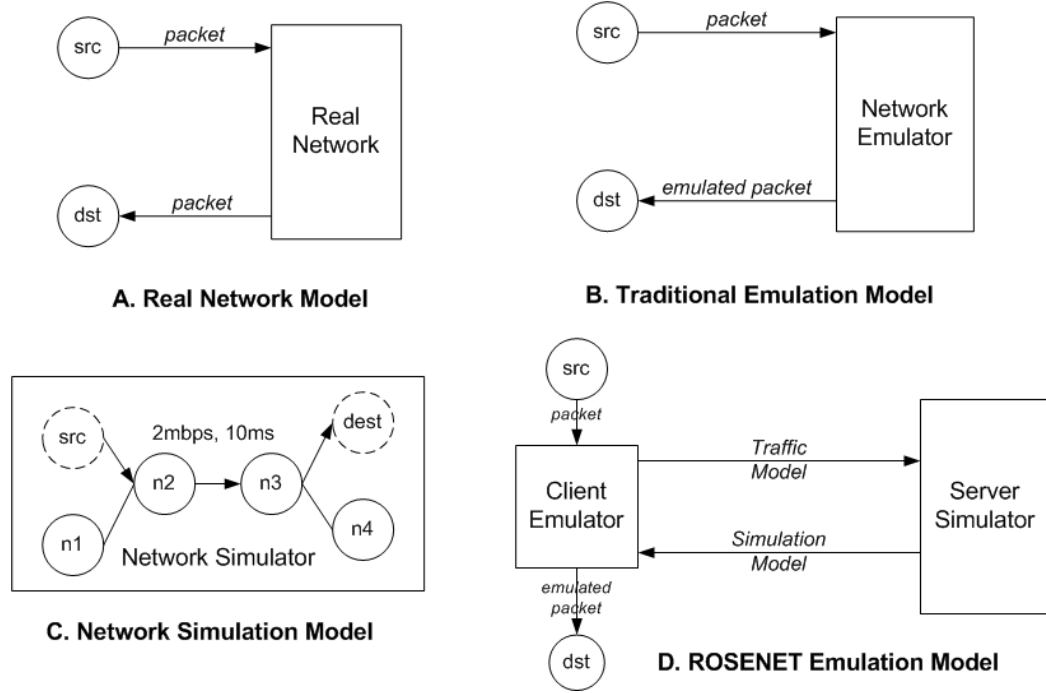 src
packet
Real
Network
dst
packet
A. Real Network Model
src
packet
Network
Emulator
dst
emulated packet
B. Traditional Emulation Model
src
dest
2mbps, 10ms
n2
n3
n1
n4
Network Simulator
C. Network Simulation Model
src
packet
Client
Emulator
Traffic
Model
Server
Simulator
Simulation
Model
emulated
packet
dst
D. ROSENET Emulation Model